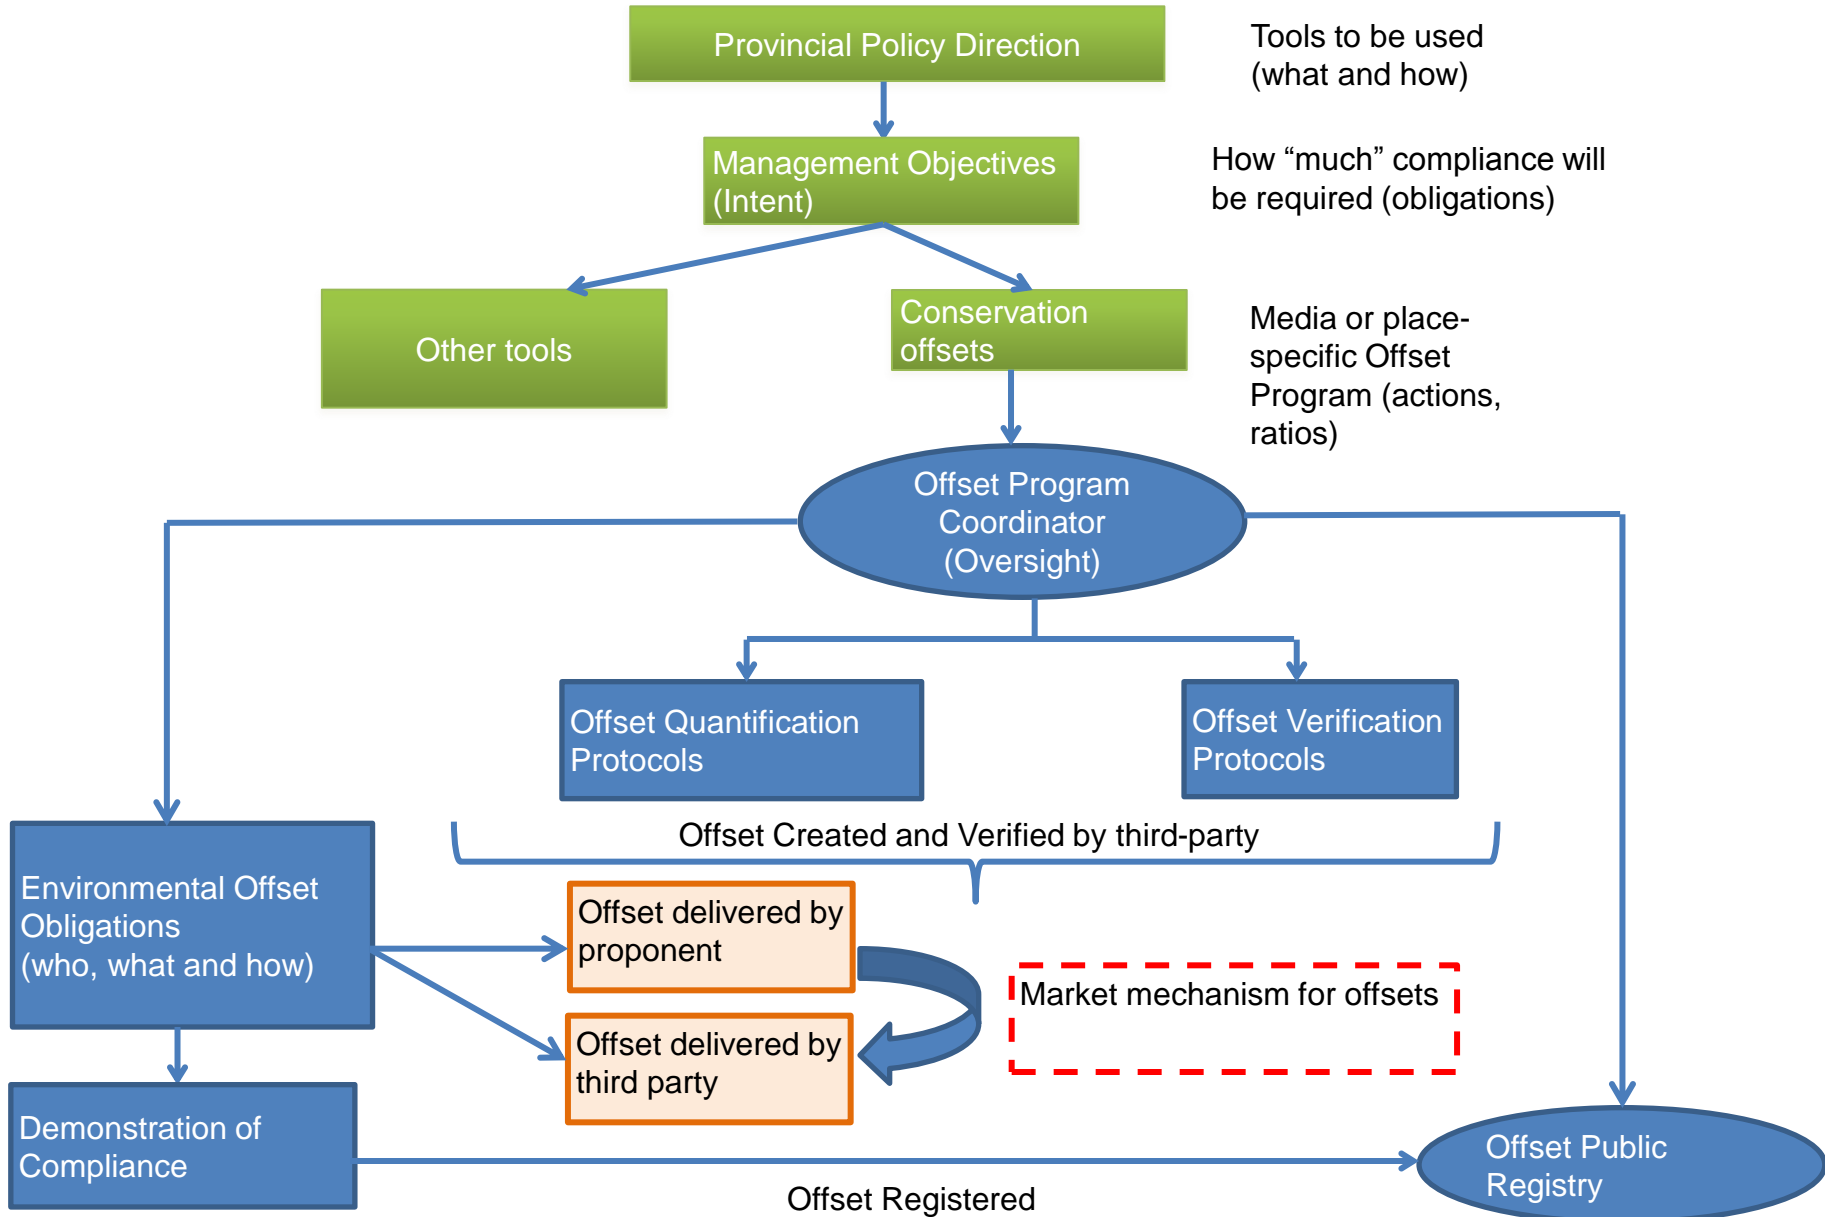 Provincial Policy Direction
Tools to be used
(what and how)
Management Objectives
(Intent)
How “much” compliance will
be required (obligations)
Other tools
Conservation
offsets
Media or place-
specific Offset
Program (actions,
ratios)
Offset Program
Coordinator
(Oversight)
Offset Quantification
Protocols
Offset Verification
Protocols
Offset Created and Verified by third-party
Environmental Offset
Obligations
(who, what and how)
Offset delivered by
proponent
Market mechanism for offsets
Offset delivered by
third party
Demonstration of
Compliance
Offset Registered
Offset Public
Registry